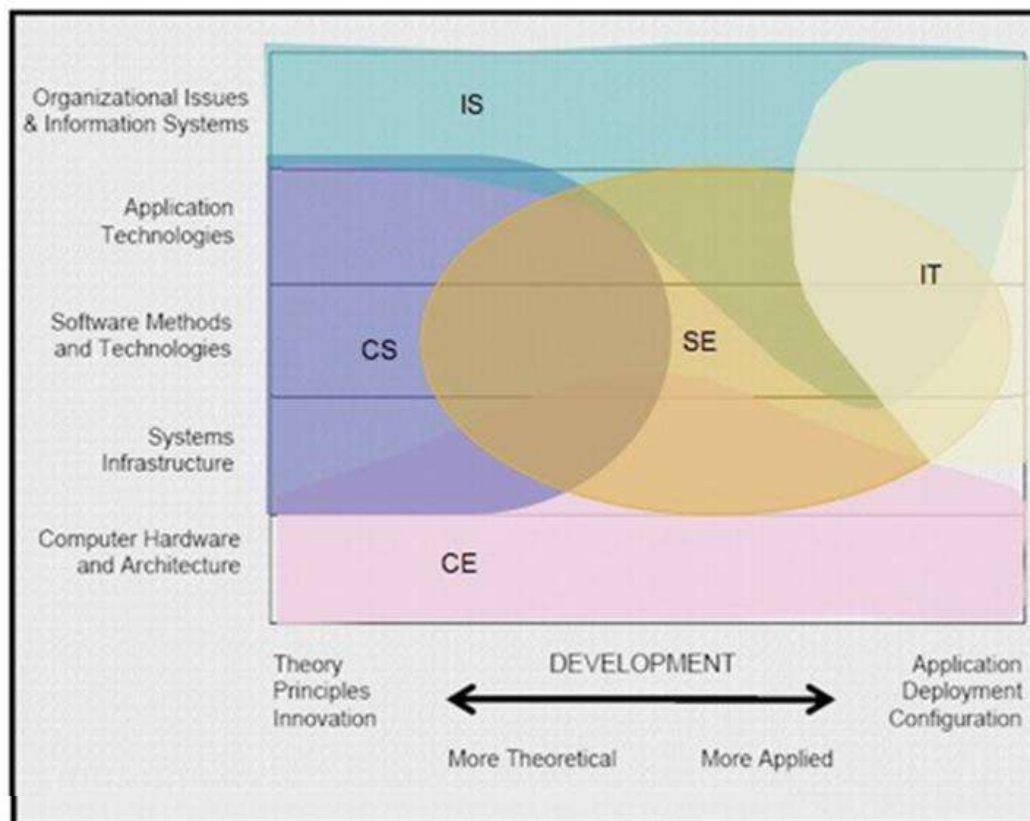 Organizational Issues
& Information Systems
IS
Application
Technologies
IT
Software Methods
and Technologies
CS
SE
Systems
Infrastructure
Computer Hardware
and Architecture
CE
Theory
Principles
Innovation
DEVELOPMENT
Application
Deployment
Configuration
More Theoretical
More Applied